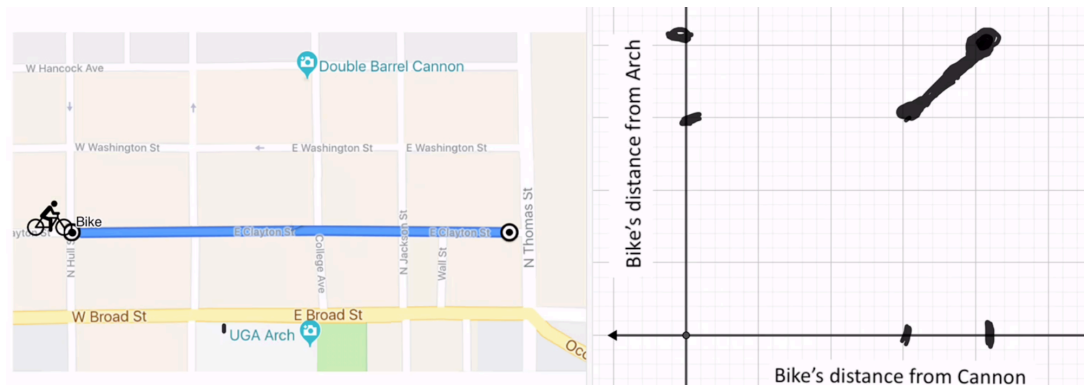 W Hancock Ave
Double Barrel Cannon
W Washington St
E Washington St
E Washington St
Bike
ayton St
E Clayton St
E Clayton St
N Hull S
College Ave
N Jackson St
Wall St
N Thomas St
W Broad St
E Broad St
UGA Arch
Oco
Bike's distance from Arch
Bike's distance from Cannon